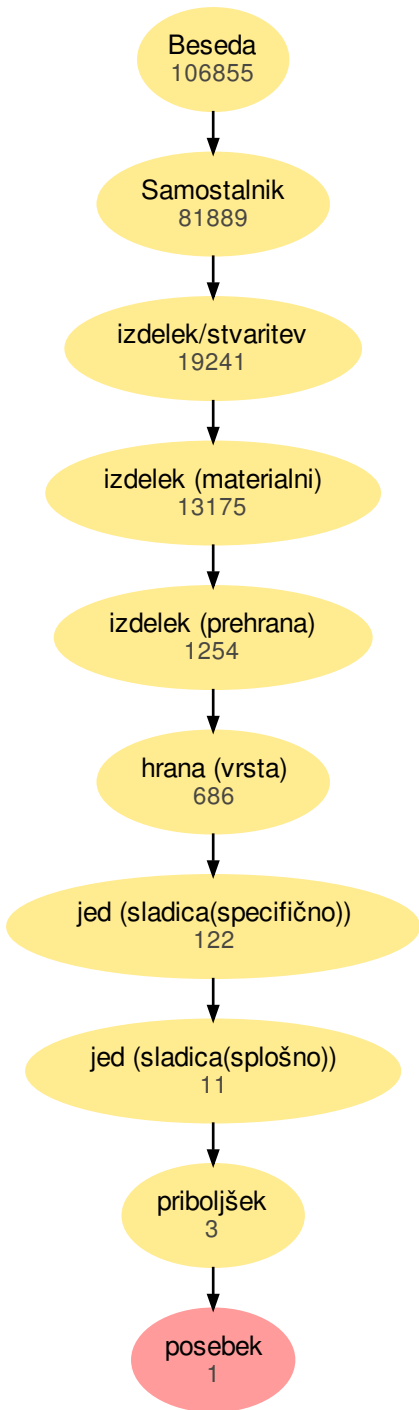 Beseda
106855
Samostalnik
81889
izdelek/stvaritev
19241
izdelek (materialni)
13175
izdelek (prehrana)
1254
hrana (vrsta)
686
jed (sladica(specifično))
122
jed (sladica(splošno))
11
priboljšek
3
posebek
1